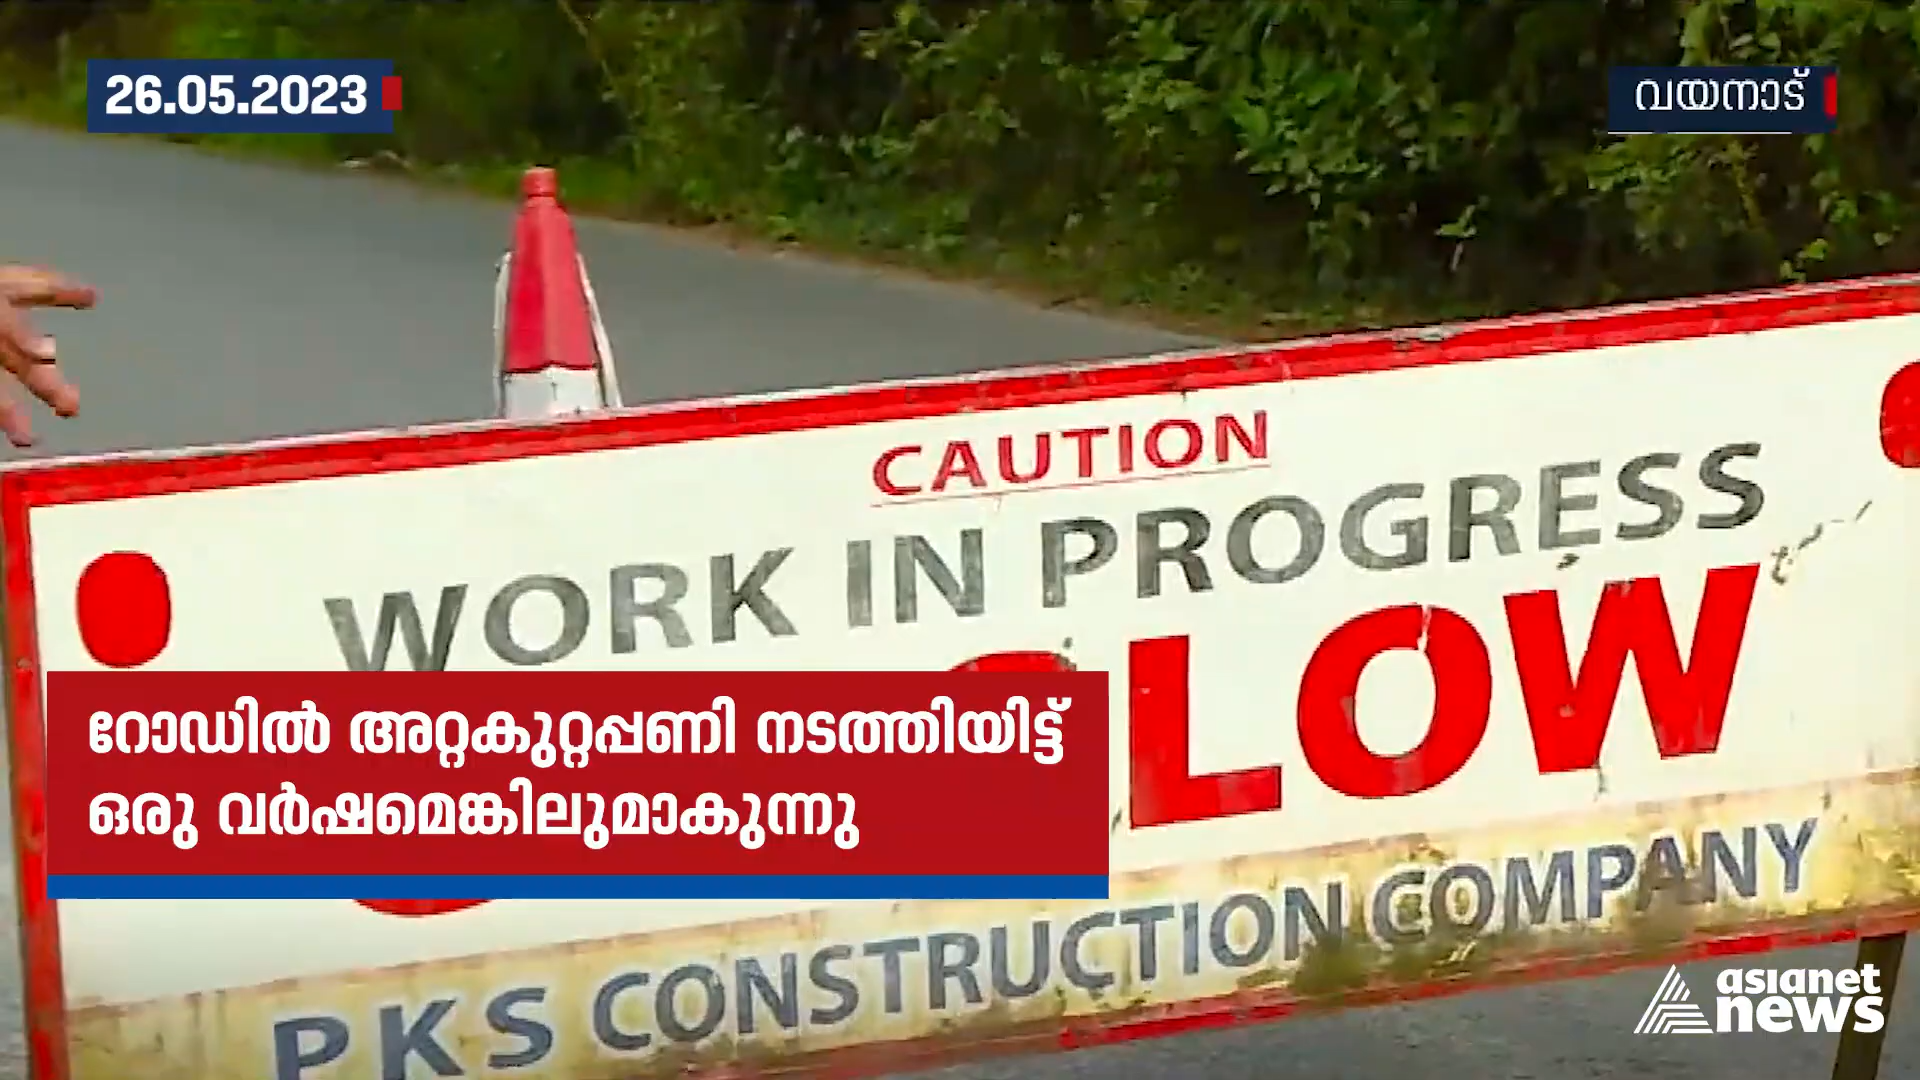 26.05.2023
വയനാട്
CAUTION
WORK IN PROGRESS
LOW
റോഡിൽ അറ്റകുറ്റപ്പണി നടത്തിയിട്ട്
ഒരു വർഷമെങ്കിലുമാകുന്നു
PKS CONSTRUCTION COMPANY
asianet
news